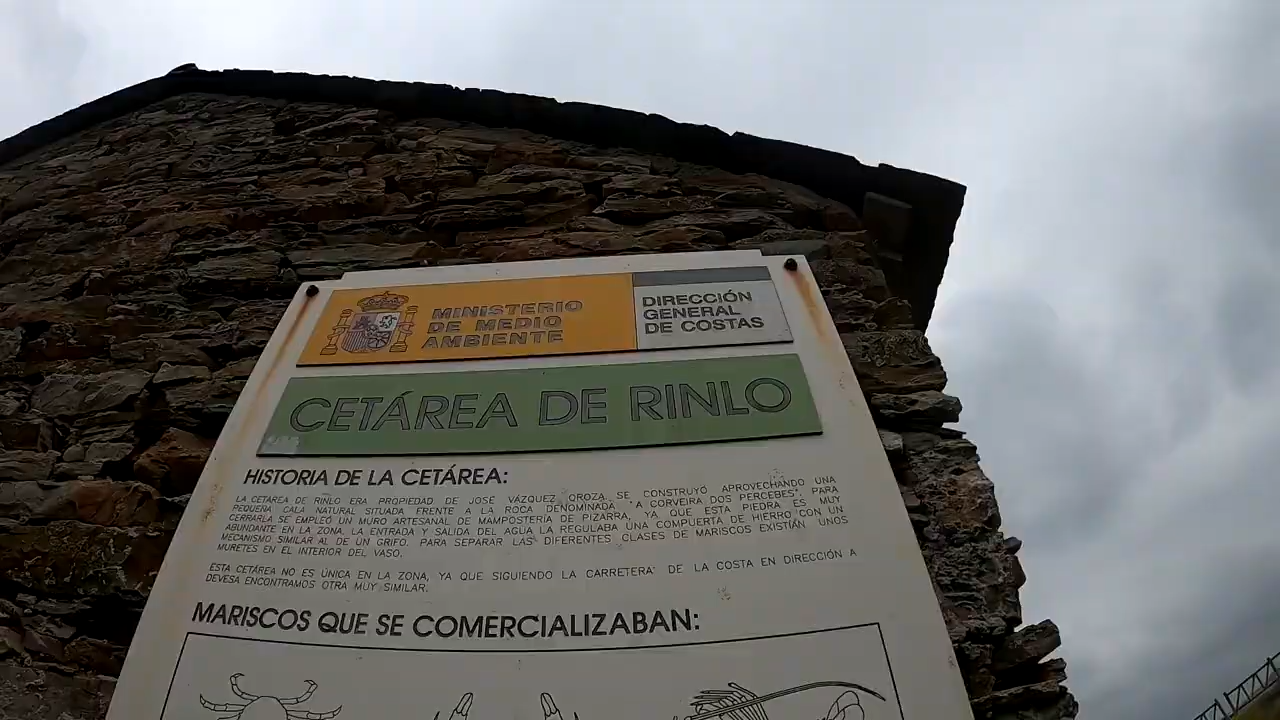 MINISTERIO
DE MEDIO
AMBIENTE
DIRECCIÓN
GENERAL
DE COSTAS
CETÁREA DE RINLO
HISTORIA DE LA CETÁREA:
LA CETÁREA DE RINLO ERA PROPIEDAD DE JOSÉ VÁZQUEZ OROZA. SE CONSTRUYÓ APROVECHANDO UNA
PEQUEÑA CALA NATURAL SITUADA FRENTE A LA ROCA DENOMINADA "A CORVEIRA DOS PERCEBES". PARA
CERRARLA SE EMPLEÓ UN MURO ARTESANAL DE MAMPOSTERÍA DE PIZARRA, YA QUE ESTA PIEDRA ES MUY
ABUNDANTE EN LA ZONA. LA ENTRADA Y SALIDA DEL AGUA LA REGULABA UNA COMPUERTA DE HIERRO CON UN
MECANISMO SIMILAR AL DE UN GRIFO. PARA SEPARAR LAS DIFERENTES CLASES DE MARISCOS EXISTÍAN UNOS
MURETES EN EL INTERIOR DEL VASO.
ESTA CETÁREA NO ES ÚNICA EN LA ZONA, YA QUE SIGUIENDO LA CARRETERA DE LA COSTA EN DIRECCIÓN A
DEVESA ENCONTRAMOS OTRA MUY SIMILAR.
MARISCOS QUE SE COMERCIALIZABAN: